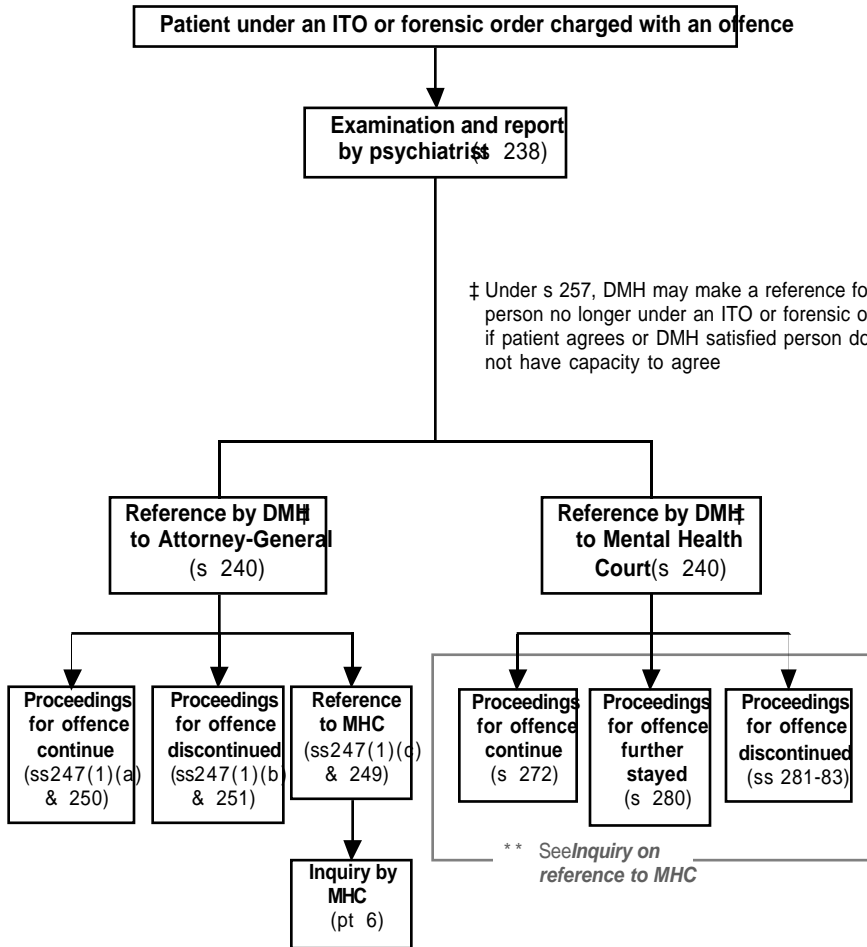 Patient under an ITO or forensic order charged with an offence
Examination and report
by psychiatrist (s 238)
‡ Under s 257, DMH may make a reference fo
person no longer under an ITO or forensic o
if patient agrees or DMH satisfied person do
not have capacity to agree
Reference by DMH‡
to Attorney-General
(s 240)
Reference by DMH‡
to Mental Health
Court(s 240)
Proceedings
for offence
continue
(ss247(1)(a)
& 250)
Proceedings
for offence
discontinued
(ss247(1)(b)
& 251)
Reference
to MHC
(ss247(1)(c)
& 249)
Proceedings
for offence
continue
(s 272)
Proceedings
for offence
further
stayed
(s 280)
Proceedings
for offence
discontinued
(ss 281-83)
Inquiry by
MHC
(pt 6)
** SeeInquiry on
reference to MHC